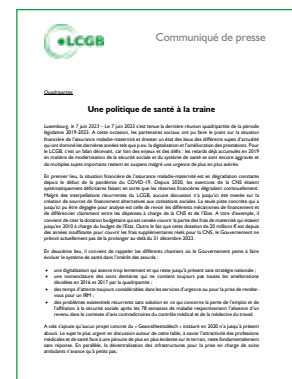 LCGB
Communiqué de presse
Quadripartite
Une politique de santé à la traine
Luxembourg, le 7 juin 2023 – Le 7 juin 2023 s'est tenue la dernière réunion quadripartite de la période
législative 2019-2023. A cette occasion, les partenaires sociaux ont pu faire le point sur la situation
financière de l'assurance maladie-maternité et dresser un état des lieux des différents sujets d'actualité
qui ont dominé les dernières années tels que p.ex. la digitalisation et l'amélioration des prestations. Pour
le LCGB, c'est un bilan décevant, car loin des enjeux et des défis : les retards déjà accumulés en 2019
en matière de modernisation de la sécurité sociale et du système de santé se sont encore aggravés et
de multiples sujets importants restent en suspens malgré une urgence de plus en plus avérée.
En premier lieu, la situation financière de l'assurance maladie-maternité est en dégradation constante
depuis le début de la pandémie du COVID-19. Depuis 2020, les exercices de la CNS étaient
systématiquement déficitaires faisant en sorte que les réserves financières dégradent continuellement.
Malgré des interpellations récurrentes du LCGB, aucune discussion n'a jusqu'ici été menée sur la
création de sources de financement alternatives aux cotisations sociales. La seule piste concrète qui a
jusqu'ici pu être dégagée pour analyse est celle de revoir les différents mécanismes de financement et
de différencier clairement entre les dépenses à charge de la CNS et de l'Etat. A titre d'exemple, il
convient de citer la dotation budgétaire qui est censée couvrir la partie des frais de maternité qui étaient
jusqu'en 2010 à charge du budget de l'Etat. Outre le fait que cette dotation de 20 millions € est depuis
des années insuffisante pour couvrir les frais supplémentaires réels pour la CNS, le Gouvernement ne
prévoit actuellement pas de la prolonger au-delà du 31 décembre 2023.
En deuxième lieu, il convient de rappeler les différents chantiers où le Gouvernement peine à faire
évoluer le système de santé dans l'intérêt des assurés :
• une digitalisation qui avance trop lentement et qui reste jusqu'à présent sans stratégie nationale ;
• une nomenclature des soins dentaires qui ne contient toujours pas toutes les améliorations
décidées en 2016 et 2017 par la quadripartite ;
• des temps d'attente toujours considérables dans les services d'urgence ou pour la prise de rendez-
vous pour un IRM ;
• des problèmes existentiels récurrents sans solution en ce qui concerne la perte de l'emploi et de
l'affiliation à la sécurité sociale après les 78 semaines de maladie respectivement l'absence d'un
revenu dans le contexte d'avis contradictoires du contrôle médical et de la médecine du travail.
A cela s'ajoute qu'aucun projet concret du « Gesondheetsdësch » instauré en 2020 n'a jusqu'à présent
abouti. Le sujet le plus urgent en discussion autour de cette table, à savoir l'attractivité des professions
médicales et de santé face à une pénurie de plus en plus évidente sur le terrain, reste fondamentalement
sans réponse. En parallèle, la décentralisation des infrastructures pour la prise en charge de soins
ambulants n'avance qu'à petits pas.